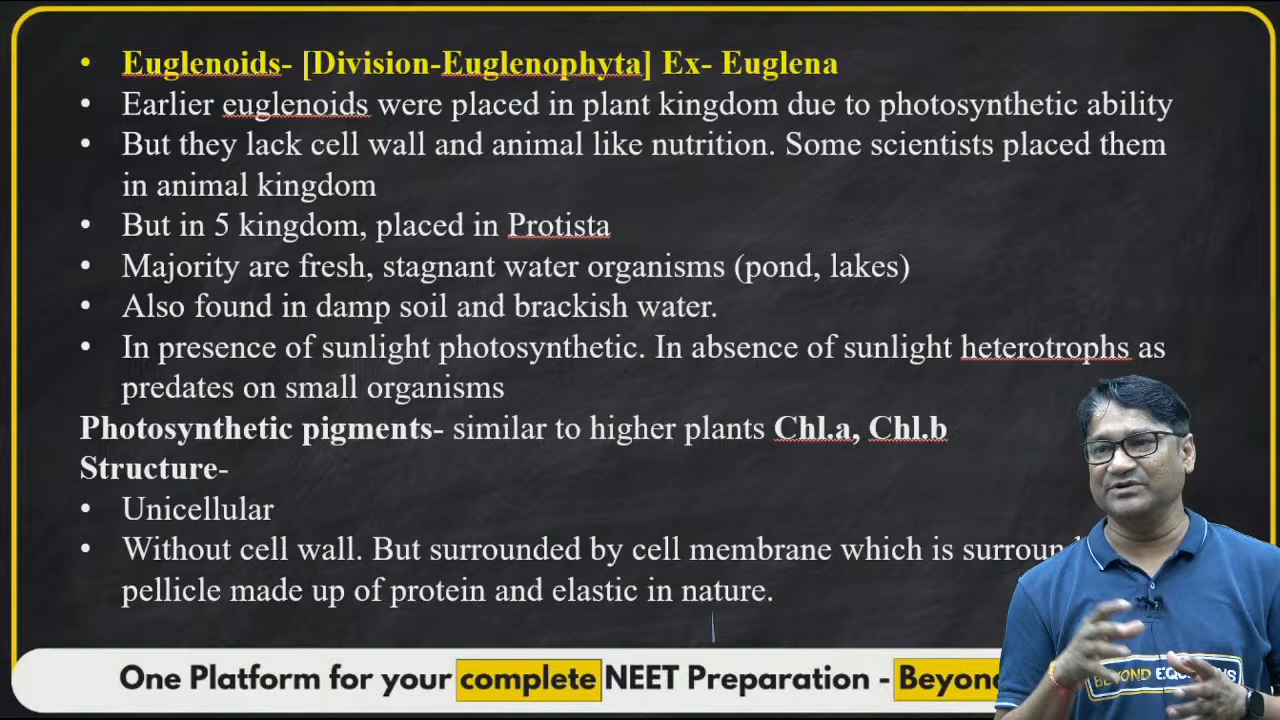 • Euglenoids- [Division-Euglenophyta] Ex- Euglena
• Earlier euglenoids were placed in plant kingdom due to photosynthetic ability
• But they lack cell wall and animal like nutrition. Some scientists placed them
in animal kingdom
• But in 5 kingdom, placed in Protista
• Majority are fresh, stagnant water organisms (pond, lakes)
• Also found in damp soil and brackish water.
• In presence of sunlight photosynthetic. In absence of sunlight heterotrophs as
predates on small organisms
Photosynthetic pigments- similar to higher plants Chl.a, Chl.b
Structure-
• Unicellular
• Without cell wall. But surrounded by cell membrane which is
pellicle made up of protein and elastic in nature.
One Platform for your complete NEET Preparation -
BEYOND